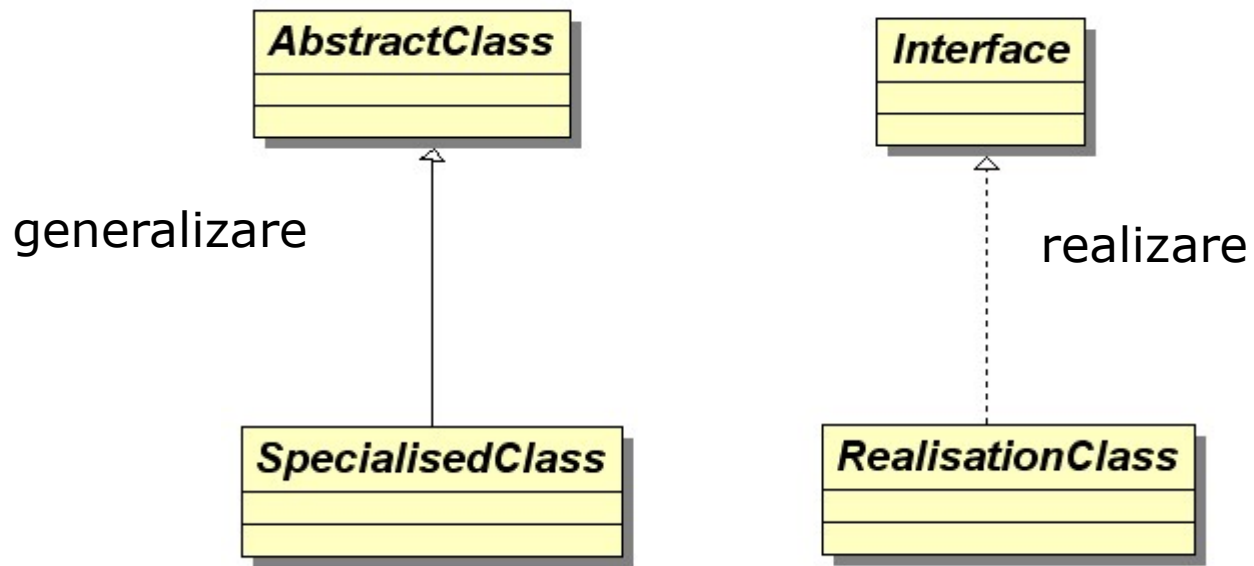 AbstractClass
Interface
generalizare
realizare
SpecialisedClass
RealisationClass